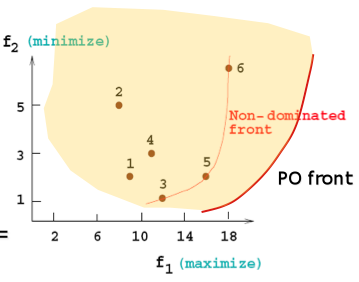 f2 (minimize)
6
2
5
Non-dominated
front
4
3
1
5
PO front
3
1
=
2 6 10 14 18
f1 (maximize)